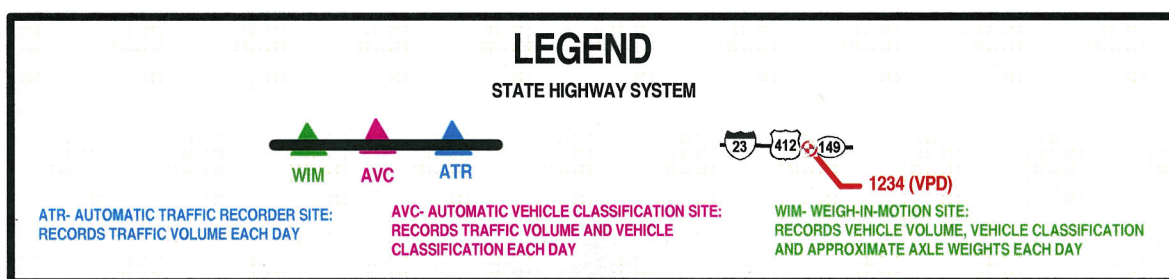 LEGEND
STATE HIGHWAY SYSTEM
WIM AVC ATR
23 412 149
1234 (VPD)
ATR- AUTOMATIC TRAFFIC RECORDER SITE:
RECORDS TRAFFIC VOLUME EACH DAY
AVC- AUTOMATIC VEHICLE CLASSIFICATION SITE:
RECORDS TRAFFIC VOLUME AND VEHICLE
CLASSIFICATION EACH DAY
WIM- WEIGH-IN-MOTION SITE:
RECORDS VEHICLE VOLUME, VEHICLE CLASSIFICATION
AND APPROXIMATE AXLE WEIGHTS EACH DAY